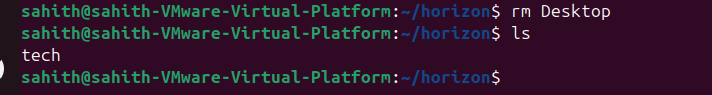 sahith@sahith-VMware-Virtual-Platform:~/horizon$ rm Desktop
sahith@sahith-VMware-Virtual-Platform:~/horizon$ ls
tech
sahith@sahith-VMware-Virtual-Platform:~/horizon$